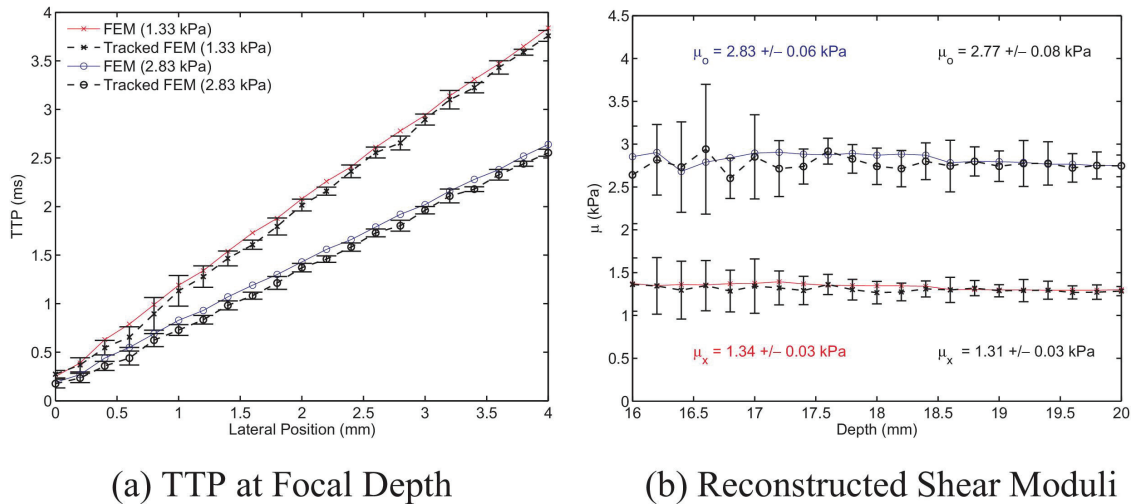 FEM (1.33 kPa)
Tracked FEM (1.33 kPa)
FEM (2.83 kPa)
Tracked FEM (2.83 kPa)
4
3.5
3
2.5
2
1.5
1
0.5
0
TTP (ms)
0 0.5 1 1.5 2 2.5 3 3.5 4
Lateral Position (mm)
(a) TTP at Focal Depth
4.5
4
3.5
3
2.5
2
1.5
1
0.5
0
μ (kPa)
μo = 2.83 +/− 0.06 kPa
μo = 2.77 +/− 0.08 kPa
μx = 1.34 +/− 0.03 kPa
μx = 1.31 +/− 0.03 kPa
16 16.5 17 17.5 18 18.5 19 19.5 20
Depth (mm)
(b) Reconstructed Shear Moduli